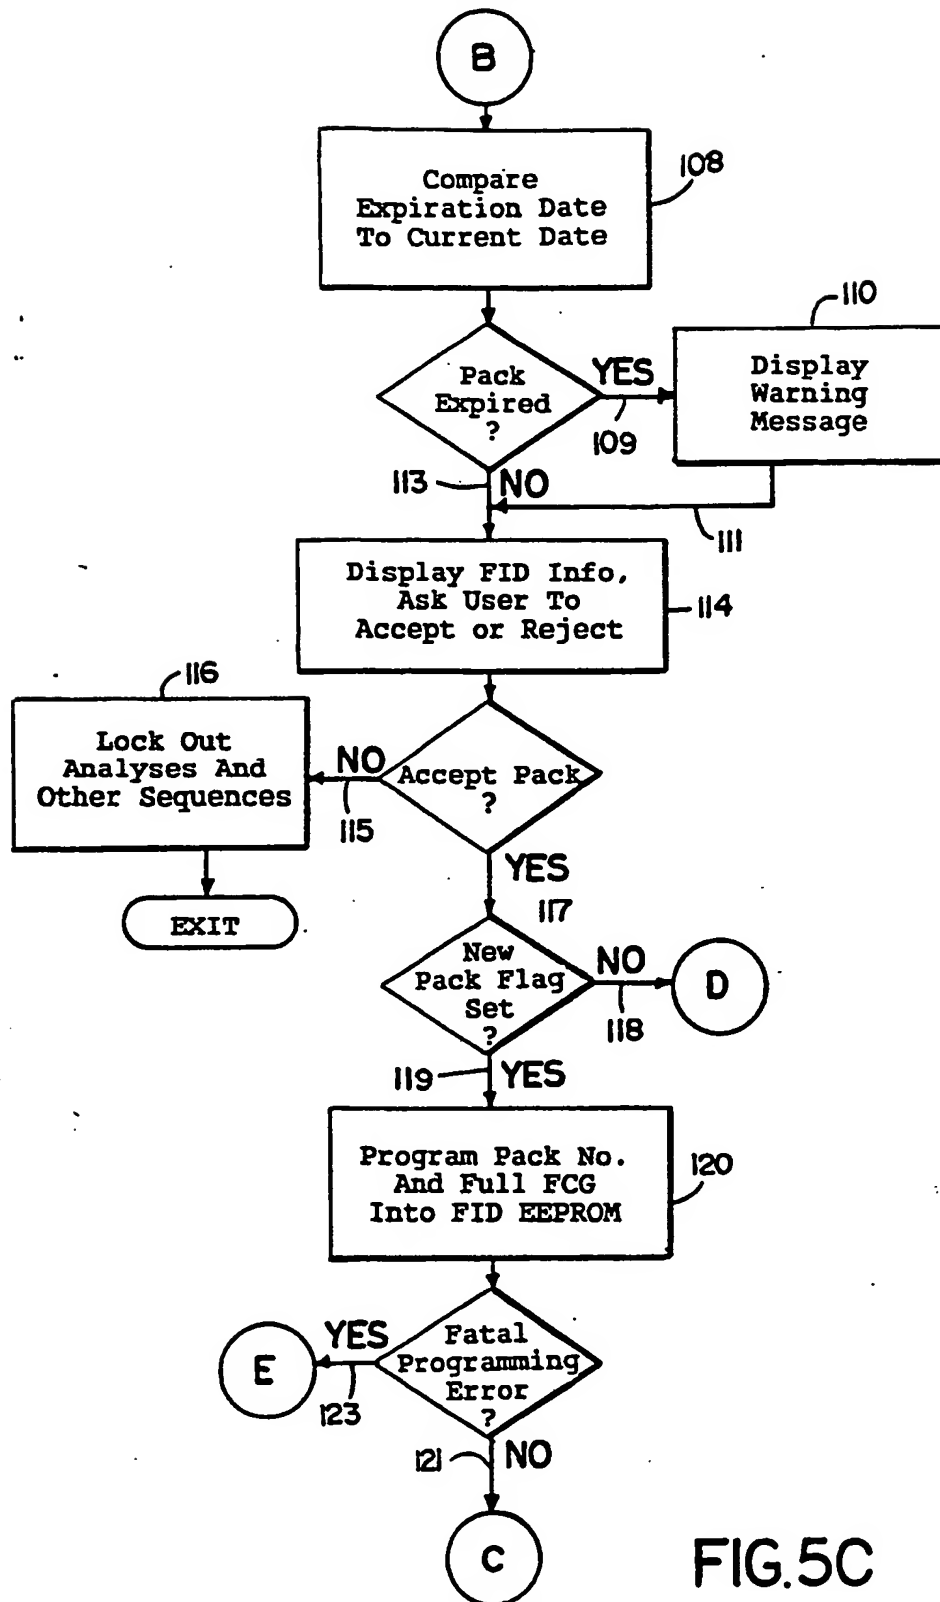 B
Compare
Expiration Date
To Current Date
108
110
Pack
Expired
?
YES
109
Display
Warning
Message
113
NO
111
Display FID Info,
Ask User To
Accept or Reject
114
116
Lock Out
Analyses And
Other Sequences
NO
115
Accept Pack
?
YES
EXIT
117
New
Pack Flag
Set
?
NO
118
D
119
YES
Program Pack No.
And Full FCG
Into FID EEPROM
120
E
YES
123
Fatal
Programming
Error
?
121
NO
C
FIG.5C